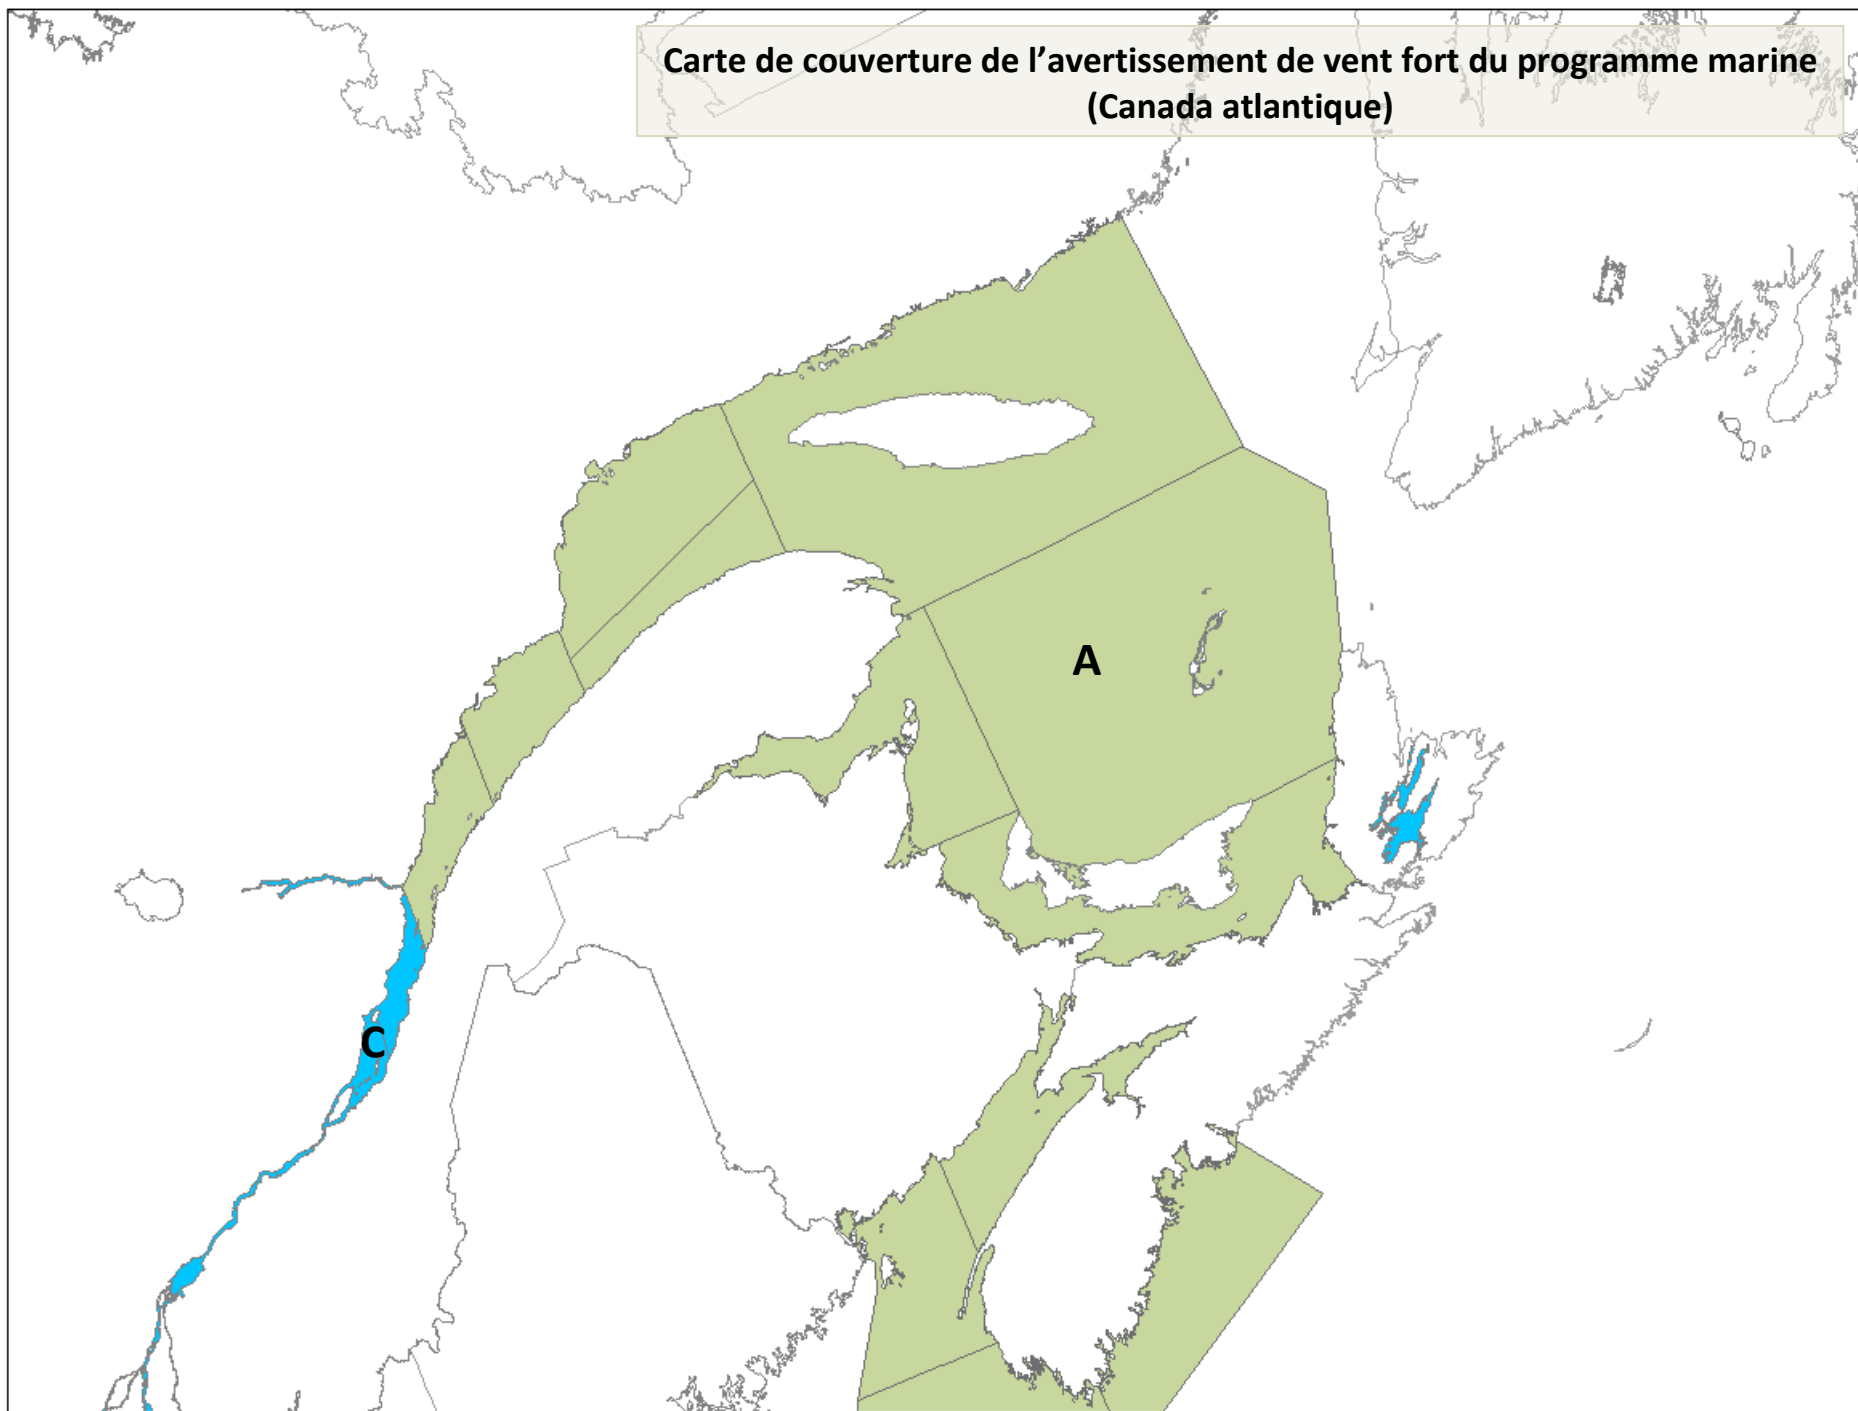 Carte de couverture de l’avertissement de vent fort du programme marine
(Canada atlantique)
A
C